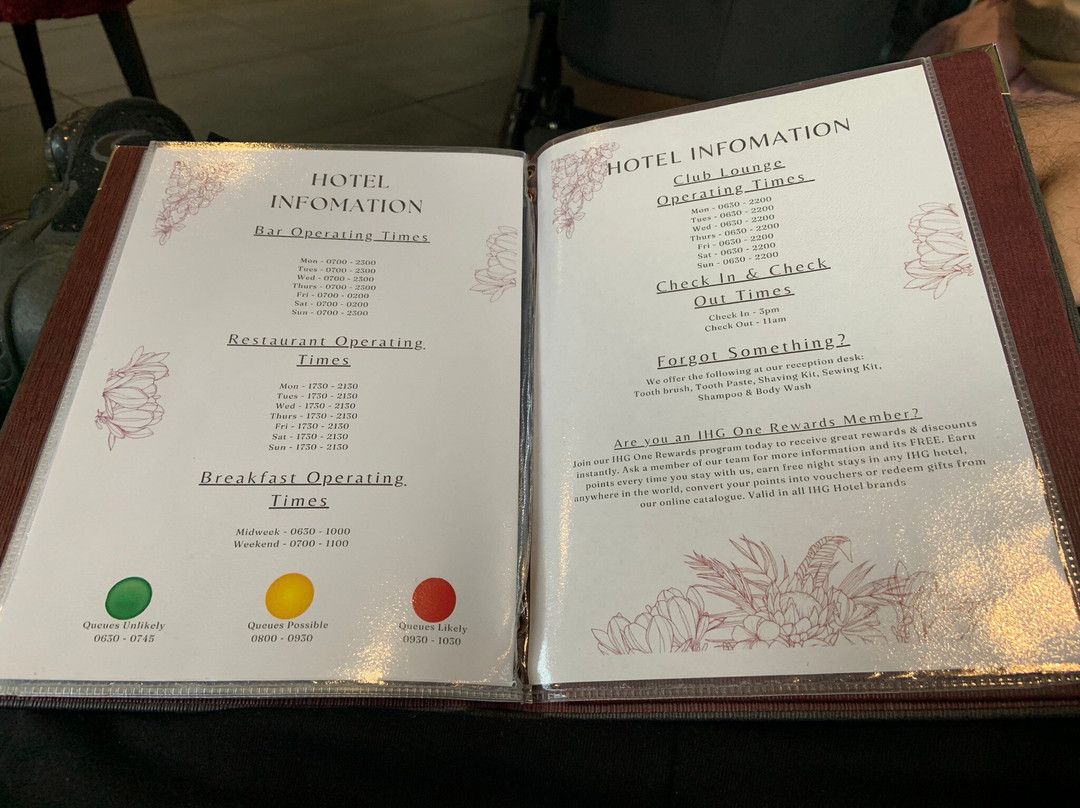 HOTEL
INFOMATION
Bar Operating Times
Mon - 0700 - 2300
Tues - 0700 - 2300
Wed - 0700 - 2300
Thurs - 0700 - 2300
Fri - 0700 - 0200
Sat - 0700 - 0200
Sun - 0700 - 2300
Restaurant Operating
Times
Mon - 1730 - 2130
Tues - 1730 - 2130
Wed - 1730 - 2130
Thurs - 1730 - 2130
Fri - 1730 - 2130
Sat - 1730 - 2130
Sun - 1730 - 2130
Breakfast Operating
Times
Midweek - 0630 - 1000
Weekend - 0700 - 1100
Queues Unlikely
0630 - 0745
Queues Possible
0800 - 0930
Queues Likely
0930 - 1030
HOTEL INFOMATION
Club Lounge
Operating Times
Mon - 0630 - 2200
Tues - 0630 - 2200
Wed - 0630 - 2200
Thurs - 0630 - 2200
Fri - 0630 - 2200
Sat - 0630 - 2200
Sun - 0630 - 2200
Check In & Check
Out Times
Check In - 3pm
Check Out - 11am
Forgot Something?
We offer the following at our reception desk:
Tooth brush, Tooth Paste, Shaving Kit, Sewing Kit,
Shampoo & Body Wash
Are you an IHG One Rewards Member?
Join our IHG One Rewards program today to receive great rewards & discounts
instantly. Ask a member of our team for more information and its FREE. Earn
points every time you stay with us, earn free night stays in any IHG hotel,
anywhere in the world, convert your points into vouchers or redeem gifts from
our online catalogue. Valid in all IHG Hotel brands